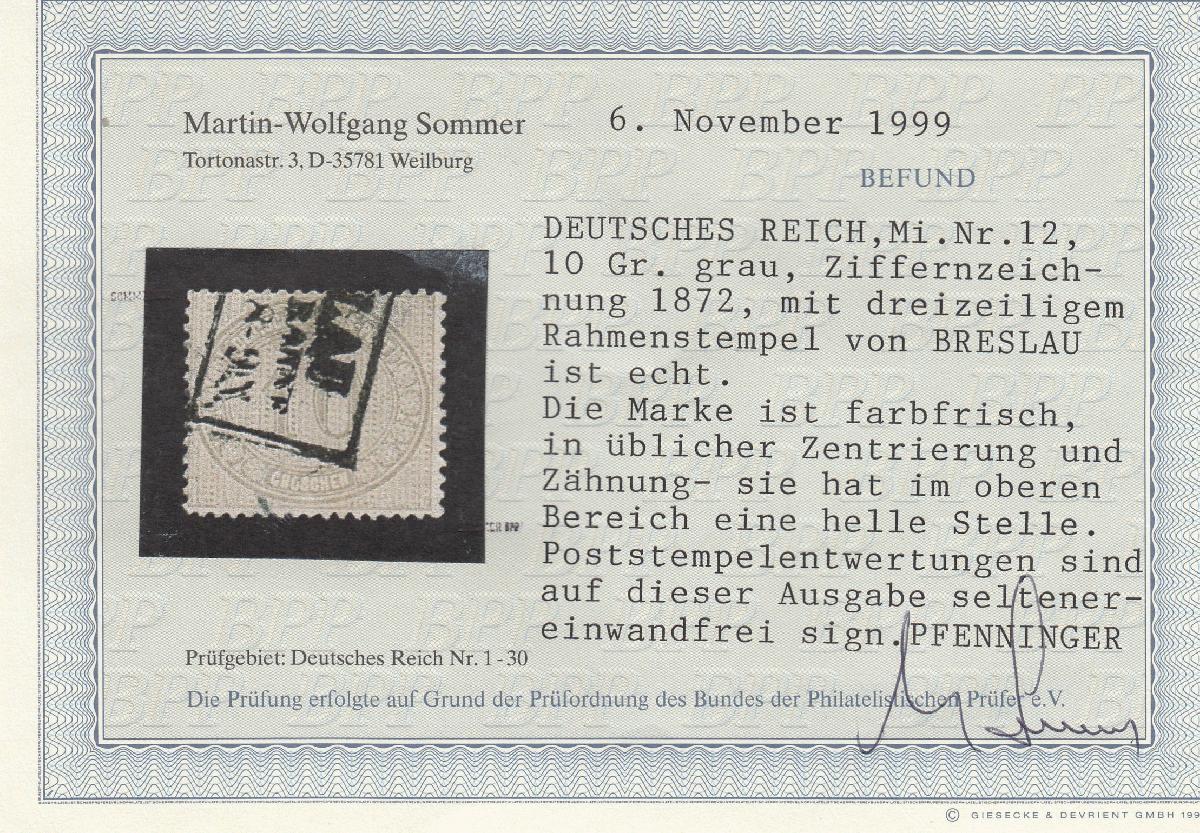 Martin-Wolfgang Sommer
Tortonastr. 3, D-35781 Weilburg
6. November 1999
BEFUND
DEUTSCHES REICH,Mi.Nr.12,
10 Gr. grau, Ziffernzeich-
nung 1872, mit dreizeiligem
Rahmenstempel von BRESLAU
ist echt.
Die Marke ist farbfrisch,
in üblicher Zentrierung und
Zähnung- sie hat im oberen
Bereich eine helle Stelle.
Poststempelentwertungen sind
auf dieser Ausgabe seltener-
einwandfrei sign.PFENNINGER
Prüfgebiet: Deutsches Reich Nr. 1-30
Die Prüfung erfolgte auf Grund der Prüfordnung des Bundes der Philatelistischen Prüfer e.V.
© GIESECKE & DEVRIENT GMBH
BPP